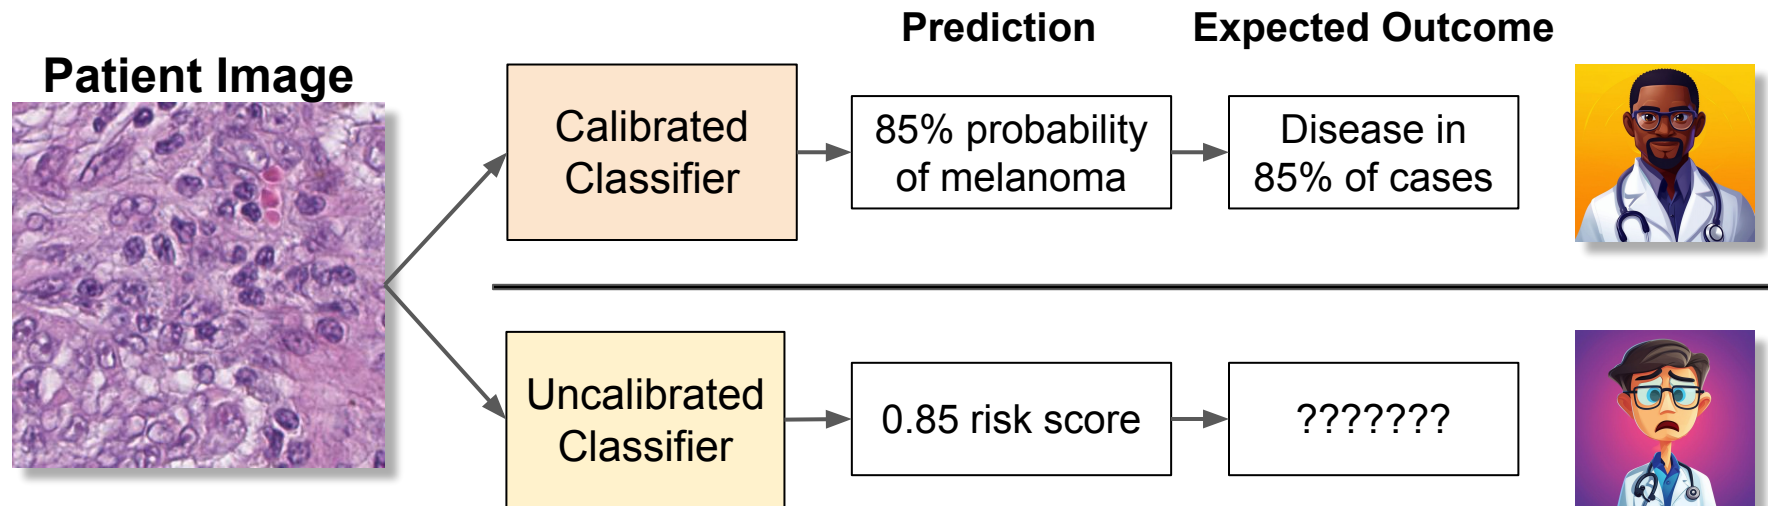 Prediction
Expected Outcome
Patient Image
Calibrated
Classifier
85% probability
of melanoma
Disease in
85% of cases
Uncalibrated
Classifier
0.85 risk score
???????